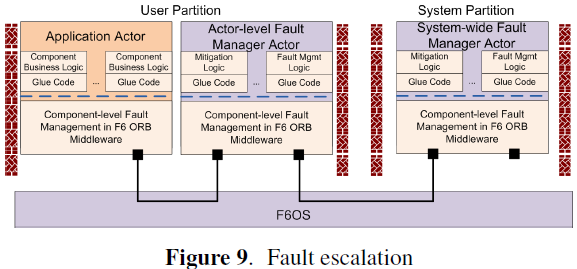 User Partition
System Partition
Application Actor
Component
Business Logic
Component
Business Logic
Glue Code
...
Glue Code
Component-level Fault
Management in F6 ORB
Middleware
Actor-level Fault
Manager Actor
Mitigation
Logic
Fault Mgmt
Logic
Glue Code
...
Glue Code
Component-level Fault
Management in F6 ORB
Middleware
System-wide Fault
Manager Actor
Mitigation
Logic
Fault Mgmt
Logic
Glue Code
...
Glue Code
Component-level Fault
Management in F6 ORB
Middleware
F6OS
Figure 9. Fault escalation